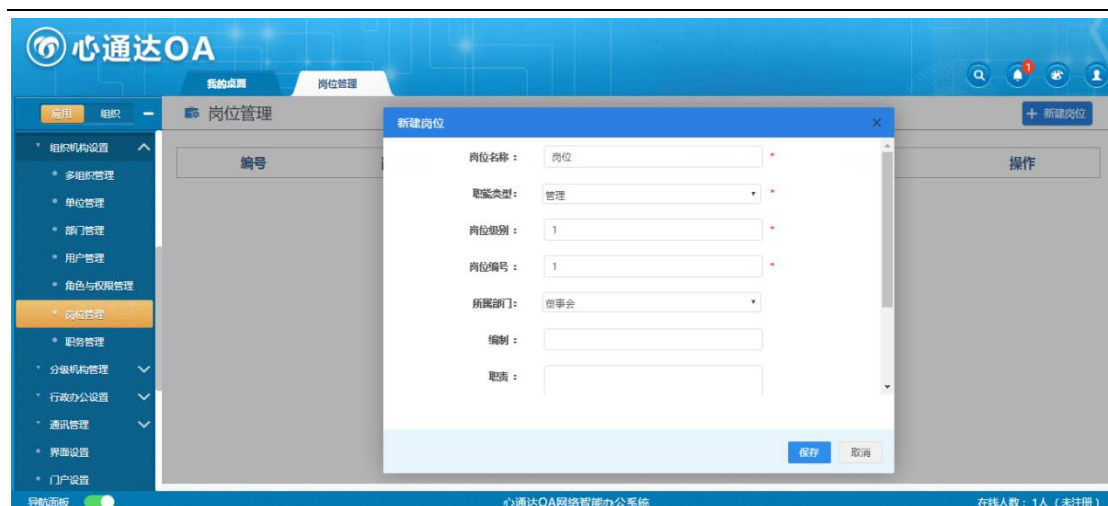 心通达OA
我的桌面 岗位管理
1
应用 组织
岗位管理
+ 新建岗位
组织机构设置
多组织管理
单位管理
部门管理
用户管理
角色与权限管理
岗位管理
职务管理
分级机构管理
行政办公设置
通讯管理
界面设置
门户设置
编号
操作
新建岗位 ×
岗位名称： 岗位 *
职能类型: 管理 *
岗位级别： 1 *
岗位编号： 1 *
所属部门: 董事会
编制：
职责：
保存 取消
导航面板 心通达OA网络智能办公系统 在线人数：1人（未注册）